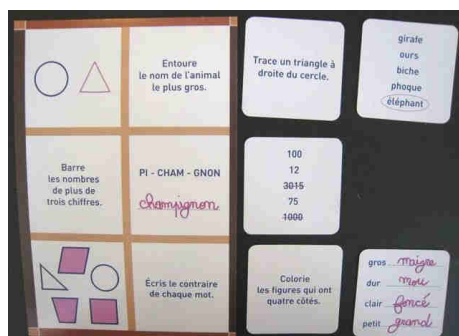 Entoure
le nom de l'animal
le plus gros.
Trace un triangle à
droite du cercle.
girafe
ours
biche
phoque
éléphant
Barre
les nombres
de plus de
trois chiffres.
PI - CHAM - GNON
champignon
100
12
3015
75
1000
Écris le contraire
de chaque mot.
Colorie
les figures qui ont
quatre côtés.
gros maigre
dur mou
clair foncé
petit grand